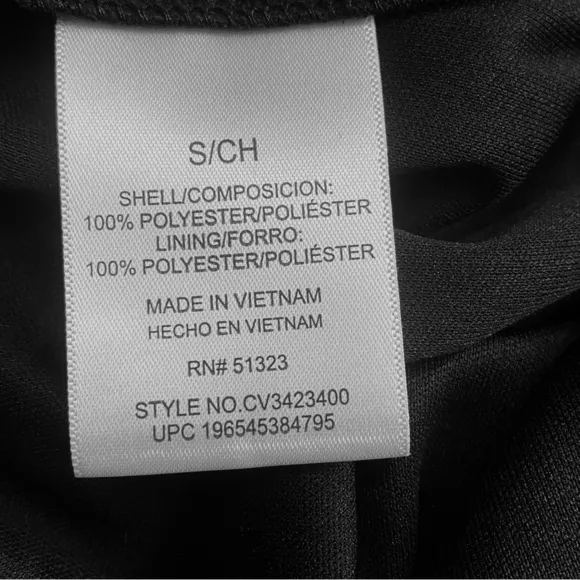 S/CH
SHELL/COMPOSICION:
100% POLYESTER/POLIÉSTER
LINING/FORRO:
100% POLYESTER/POLIÉSTER
MADE IN VIETNAM
HECHO EN VIETNAM
RN# 51323
STYLE NO.CV3423400
UPC 196545384795